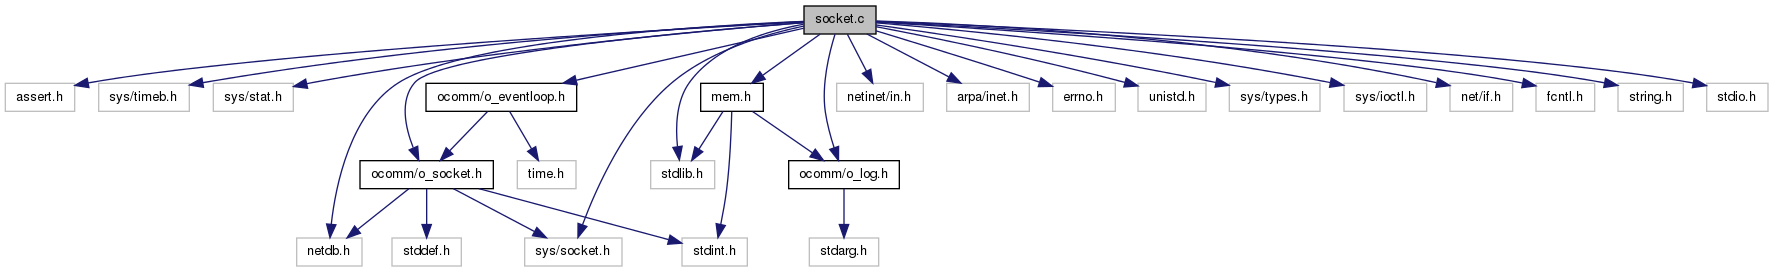 socket.c
assert.h
sys/timeb.h
sys/stat.h
ocomm/o_eventloop.h
mem.h
netinet/in.h
arpa/inet.h
errno.h
unistd.h
sys/types.h
sys/ioctl.h
net/if.h
fcntl.h
string.h
stdio.h
ocomm/o_socket.h
time.h
stdlib.h
ocomm/o_log.h
netdb.h
stddef.h
sys/socket.h
stdint.h
stdarg.h